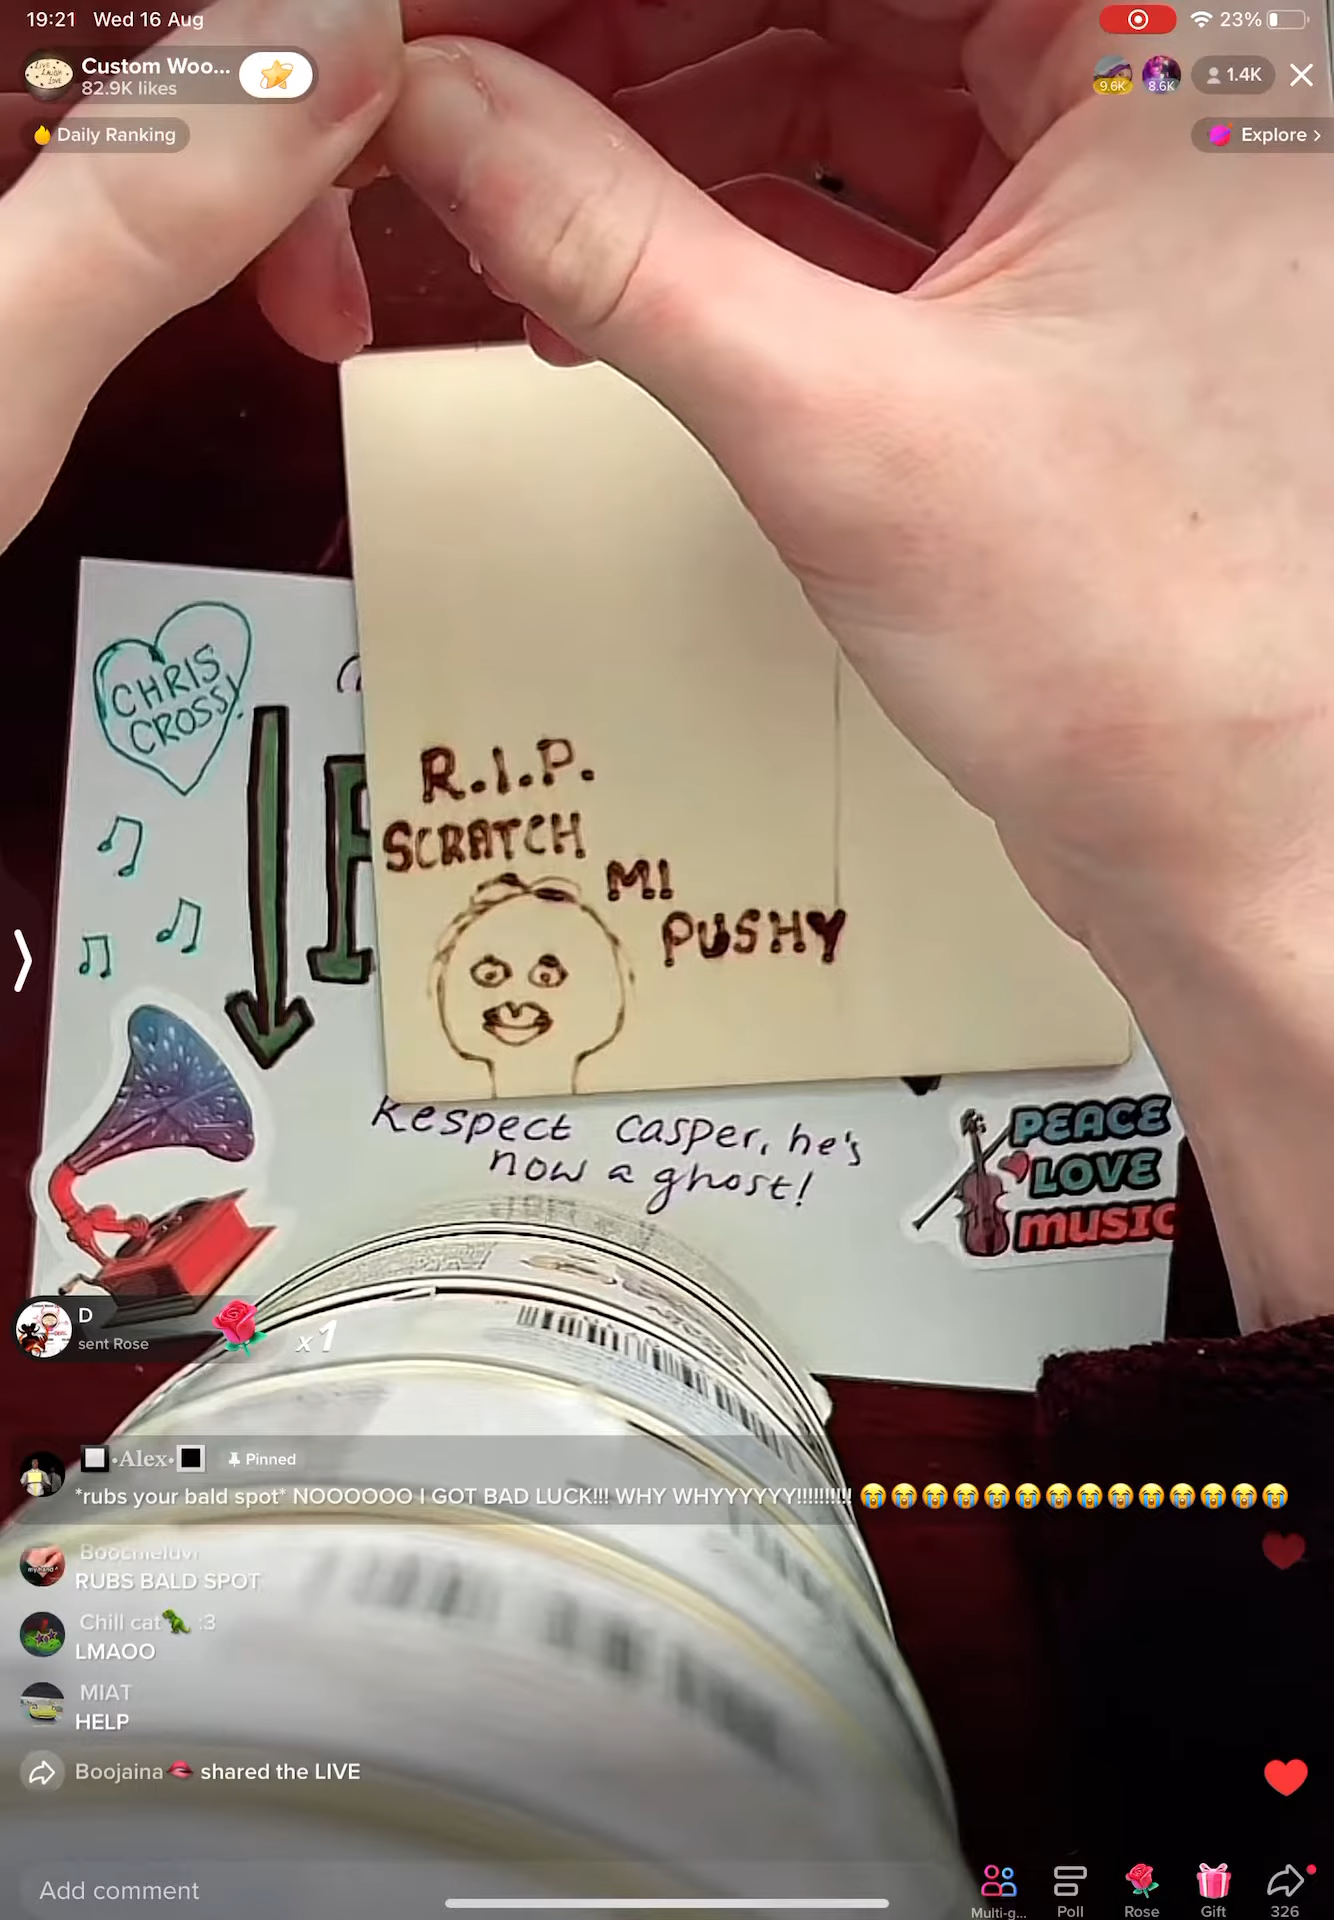 19:21 Wed 16 Aug
23%
Custom Woo...
82.9K likes
9.6K
8.6K
1.4K
Daily Ranking
Explore >
CHRIS
CROSS!
R.I.P.
SCRATCH
MI
PUSHY
Respect Casper, he's
now a ghost!
PEACE
LOVE
MUSIC
D
sent Rose
x1
•Alex•
Pinned
*rubs your bald spot* NOOOOOO I GOT BAD LUCK!!! WHY WHYYYYYY!!!!!!!!!! 😭😭😭😭😭😭😭😭😭😭😭😭😭😭
Boochieluvr
RUBS BALD SPOT
Chill cat🦖 :3
LMAOO
MIAT
HELP
Boojaina🫦 shared the LIVE
Add comment
Multi-g...
Poll
Rose
Gift
326